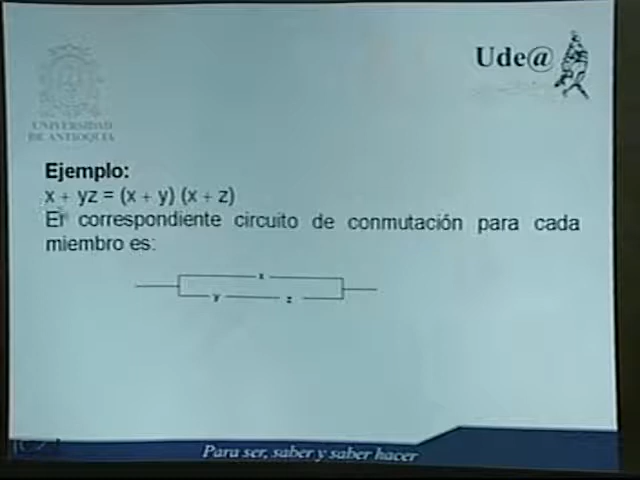 Ude@
UNIVERSIDAD
DE ANTIOQUIA
Ejemplo:
x + yz = (x + y) (x + z)
El correspondiente circuito de conmutación para cada
miembro es:
x
y z
Para ser, saber y saber hacer